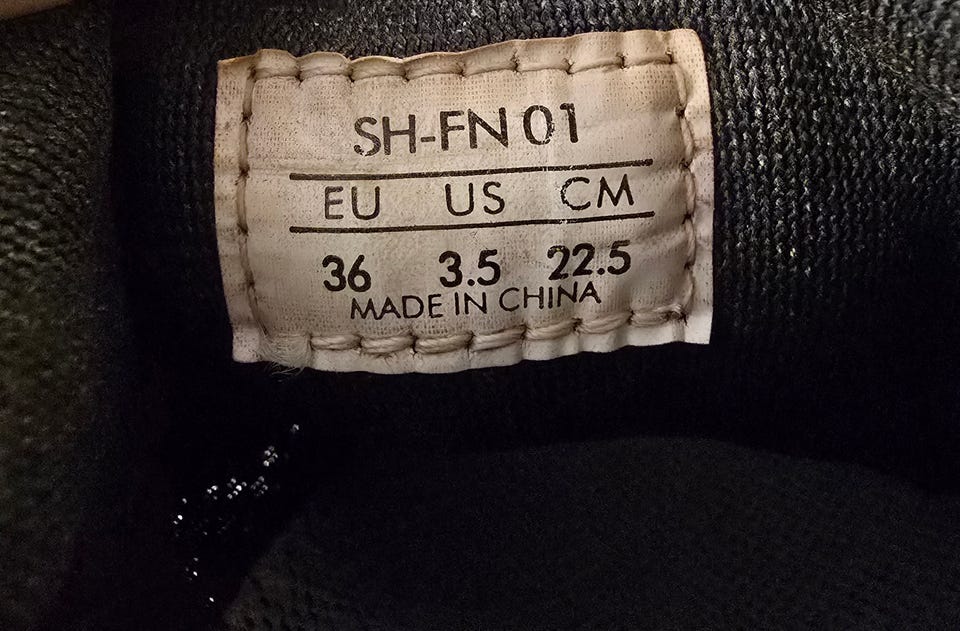 SH-FN 01
EU US CM
36 3.5 22.5
MADE IN CHINA